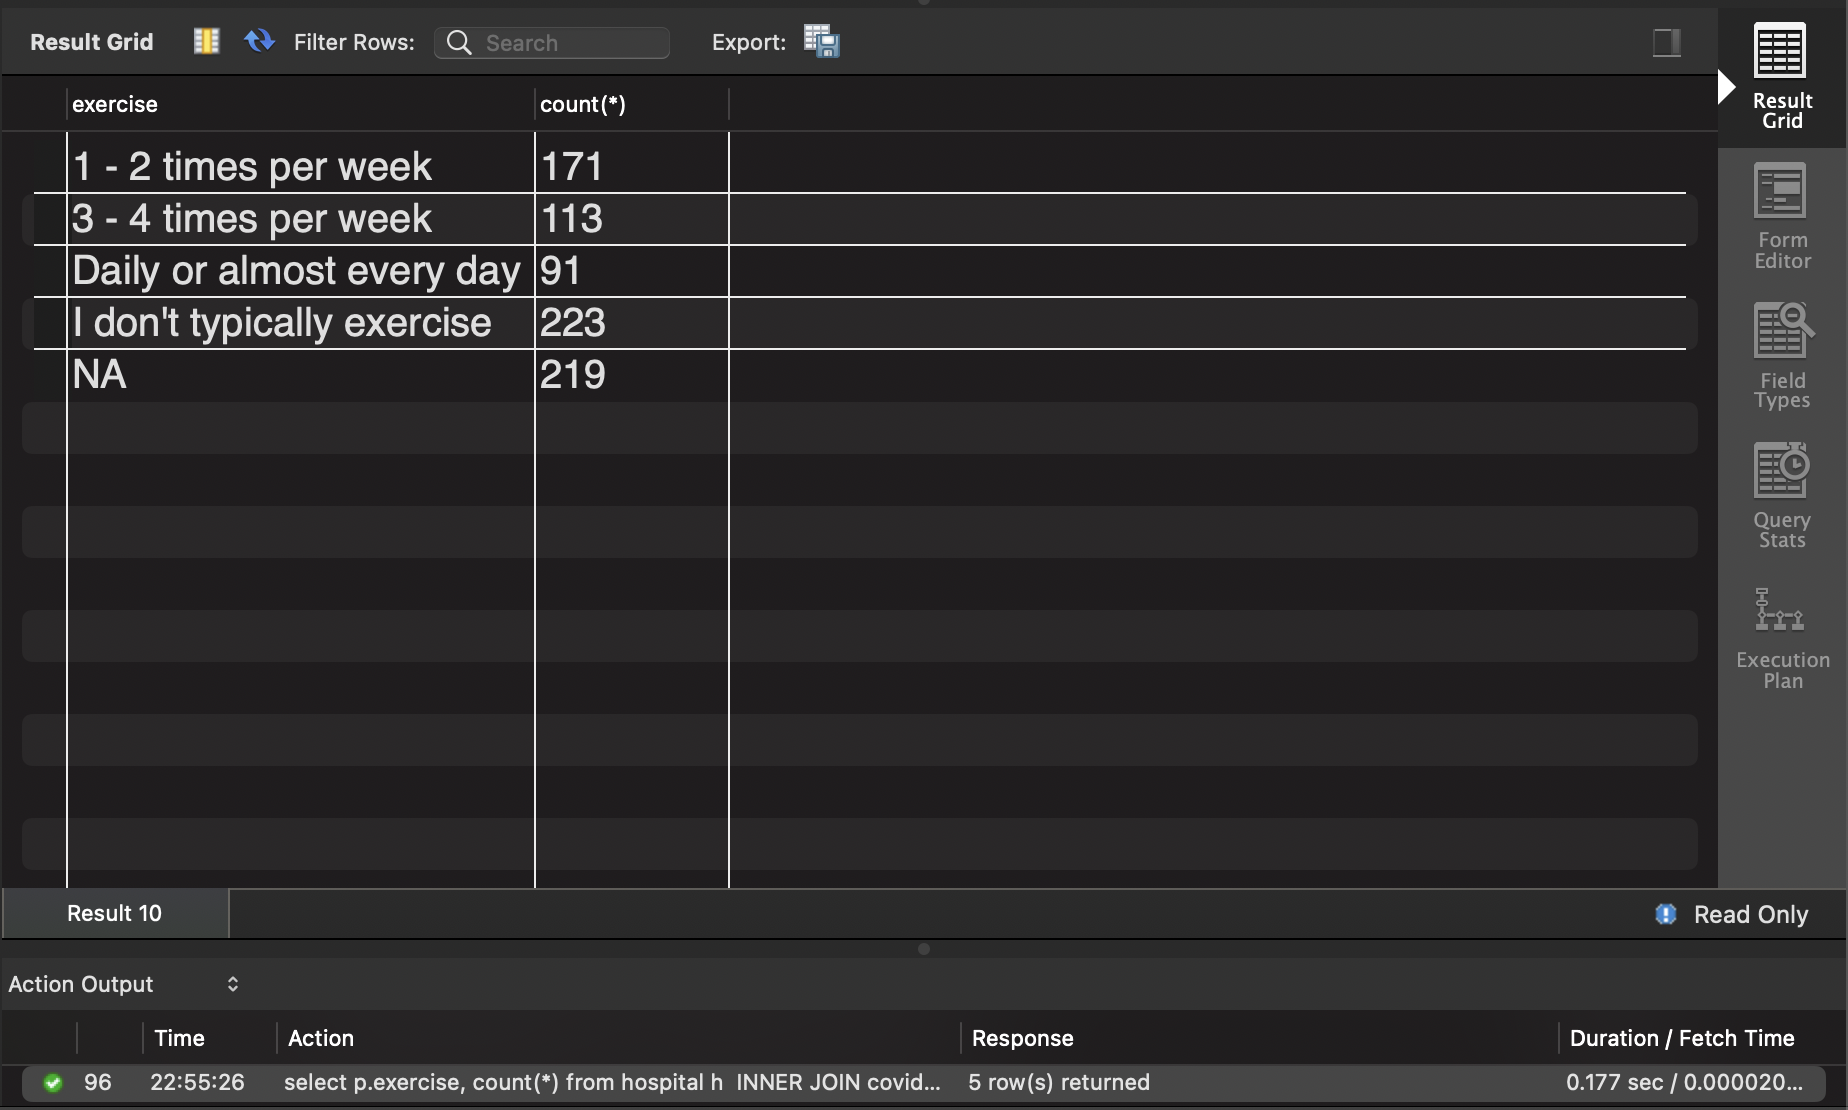 Result Grid Filter Rows: Search Export:
exercise count(*)
1 - 2 times per week 171
3 - 4 times per week 113
Daily or almost every day 91
I don't typically exercise 223
NA 219
Result
Grid
Form
Editor
Field
Types
Query
Stats
Execution
Plan
Result 10 Read Only
Action Output
Time Action Response Duration / Fetch Time
96 22:55:26 select p.exercise, count(*) from hospital h  INNER JOIN covid... 5 row(s) returned 0.177 sec / 0.000020...